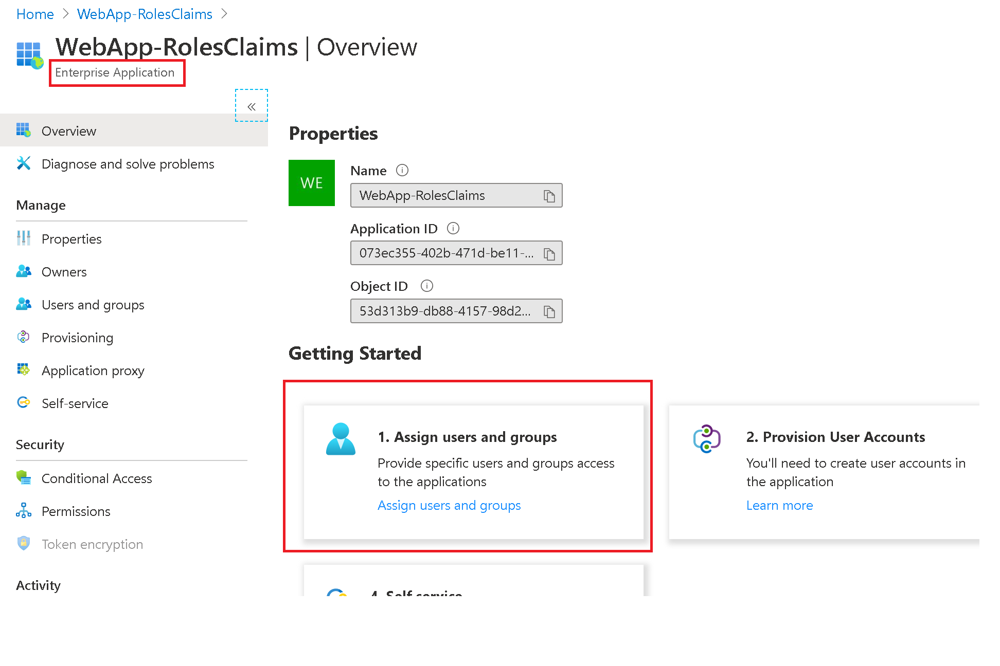 Home > WebApp-RolesClaims >
WebApp-RolesClaims | Overview
Enterprise Application
«
Overview
Diagnose and solve problems
Manage
Properties
Owners
Users and groups
Provisioning
Application proxy
Self-service
Security
Conditional Access
Permissions
Token encryption
Activity
Properties
WE
Name
WebApp-RolesClaims
Application ID
073ec355-402b-471d-be11-...
Object ID
53d313b9-db88-4157-98d2...
Getting Started
1. Assign users and groups
Provide specific users and groups access
to the applications
Assign users and groups
2. Provision User Accounts
You'll need to create user accounts in
the application
Learn more
4. Self service